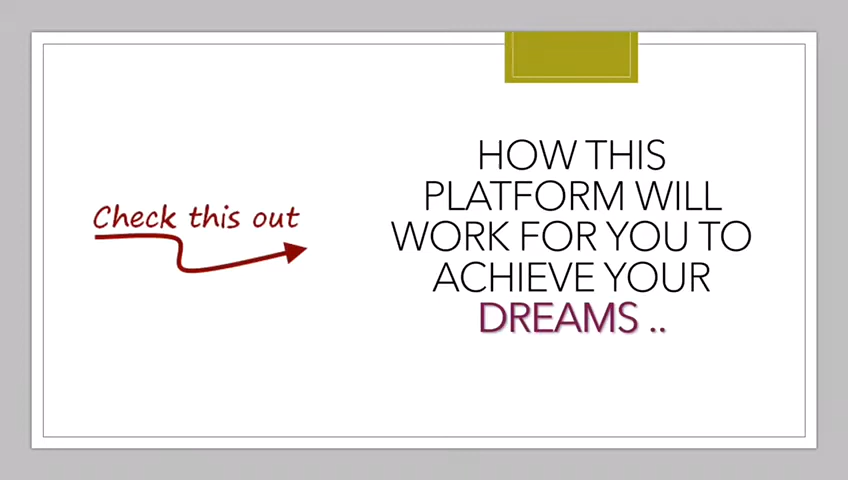 Check this out
HOW THIS
PLATFORM WILL
WORK FOR YOU TO
ACHIEVE YOUR
DREAMS ..